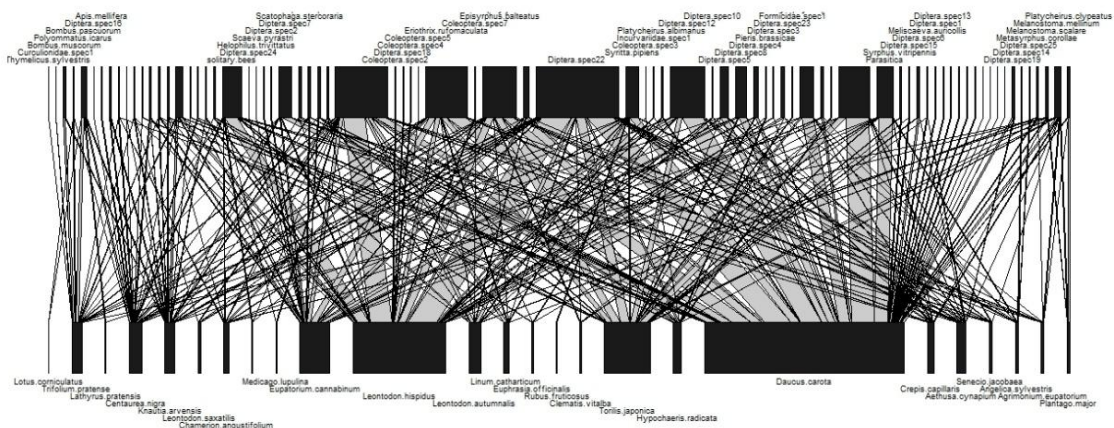 Apis.mellifera Scatophaga.stercoraria Episyrphus.balteatus Diptera.spec10 Formicidae.spec1 Diptera.spec13 Platycheirus.clypeatus
Diptera.spec16 Diptera.spec7 Coleoptera.spec7 Diptera.spec12 Diptera.spec23 Diptera.spec1 Melanostoma.mellinum
Bombus.pascuorum Diptera.spec2 Eriothrix.rufomaculata Platycheirus.albimanus Diptera.spec3 Meliscaeva.auricollis Melanostoma.scalare
Polyommatus.icarus Scaeva.pyrastri Coleoptera.spec5 Incurvariidae.spec1 Pieris.brassicae Diptera.spec6 Metasyrphus.corollae
Bombus.muscorum Helophilus.trivittatus Coleoptera.spec4 Coleoptera.spec3 Diptera.spec4 Diptera.spec15 Diptera.spec25
Curculionidae.spec1 Diptera.spec24 Diptera.spec18 Syritta.pipiens Diptera.spec8 Syrphus.vitripennis Diptera.spec14
Thymelicus.sylvestris solitary.bees Coleoptera.spec2 Diptera.spec22 Diptera.spec5 Parasitica Diptera.spec19
Lotus.corniculatus Medicago.lupulina Linum.catharticum Daucus.carota Senecio.jacobaea
Trifolium.pratense Eupatorium.cannabinum Euphrasia.officinalis Crepis.capillaris Angelica.sylvestris
Lathyrus.pratensis Leontodon.hispidus Rubus.fruticosus Aethusa.cynapium Agrimonium.eupatorium
Centaurea.nigra Leontodon.autumnalis Clematis.vitalba Plantago.major
Knautia.arvensis Torilis.japonica
Leontodon.saxatilis Hypochaeris.radicata
Chamerion.angustifolium